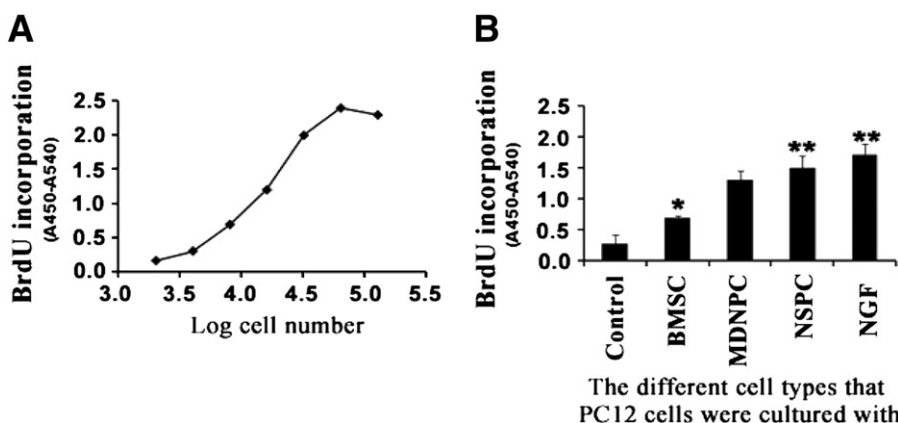 A
BrdU incorporation
(A450-A540)
2.5
2.0
1.5
1.0
0.5
0.0
3.0 3.5 4.0 4.5 5.0 5.5
Log cell number
B
BrdU incorporation
(A450-A540)
2.5
2.0
1.5
1.0
0.5
0.0
*
**
**
Control
BMSC
MDNPC
NSPC
NGF
The different cell types that
PC12 cells were cultured with